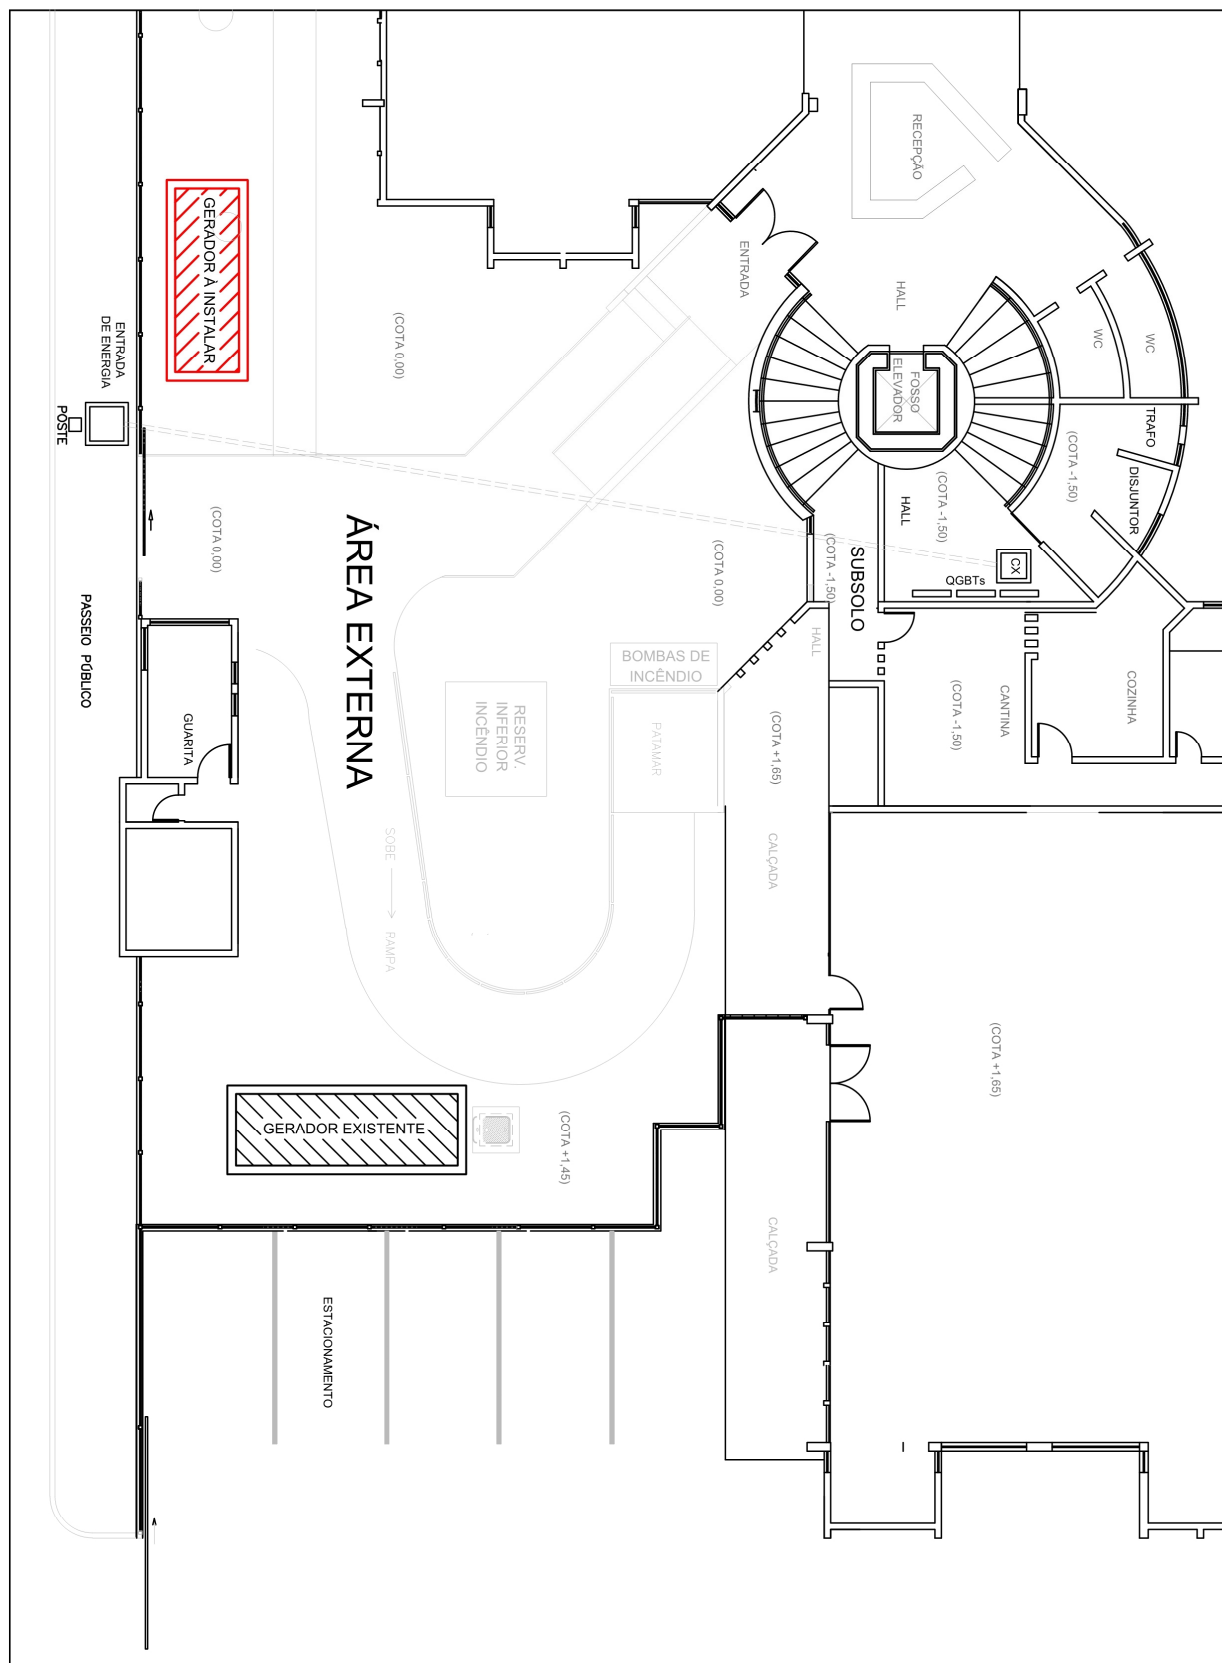 RECEPÇÃO
GERADOR À INSTALAR
ENTRADA
HALL
WC
WC
ENTRADA
DE ENERGIA
POSTE
(COTA 0,00)
FOSSO
ELEVADOR
TRAFO
(COTA -1,50)
DISJUNTOR
(COTA 0,00)
ÁREA EXTERNA
(COTA 0,00)
(COTA -1,50)
SUBSOLO
HALL
(COTA -1,50)
CX
QGBTs
PASSEIO PÚBLICO
GUARITA
HALL
BOMBAS DE
INCÊNDIO
RESERV.
INFERIOR
INCÊNDIO
PATAMAR
(COTA +1,65)
(COTA -1,50)
CANTINA
COZINHA
SOBE
RAMPA
CALÇADA
(COTA +1,65)
GERADOR EXISTENTE
(COTA +1,45)
CALÇADA
ESTACIONAMENTO